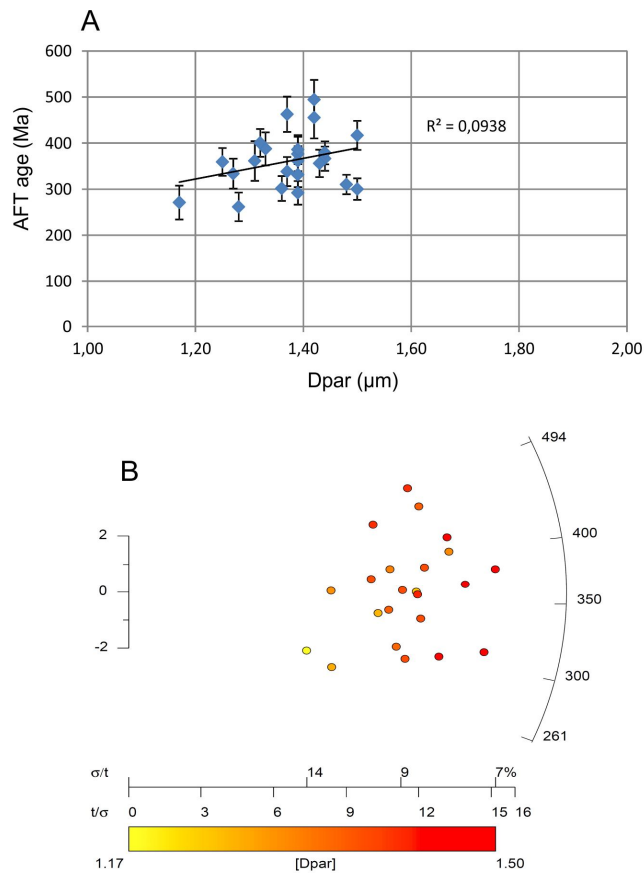 A
600
500
400
300
200
100
0
AFT age (Ma)
R² = 0,0938
1,00 1,20 1,40 1,60 1,80 2,00
Dpar (µm)
B
494
400
350
300
261
2
0
-2
σ/t 14 9 7%
t/σ 0 3 6 9 12 15 16
1.17 [Dpar] 1.50